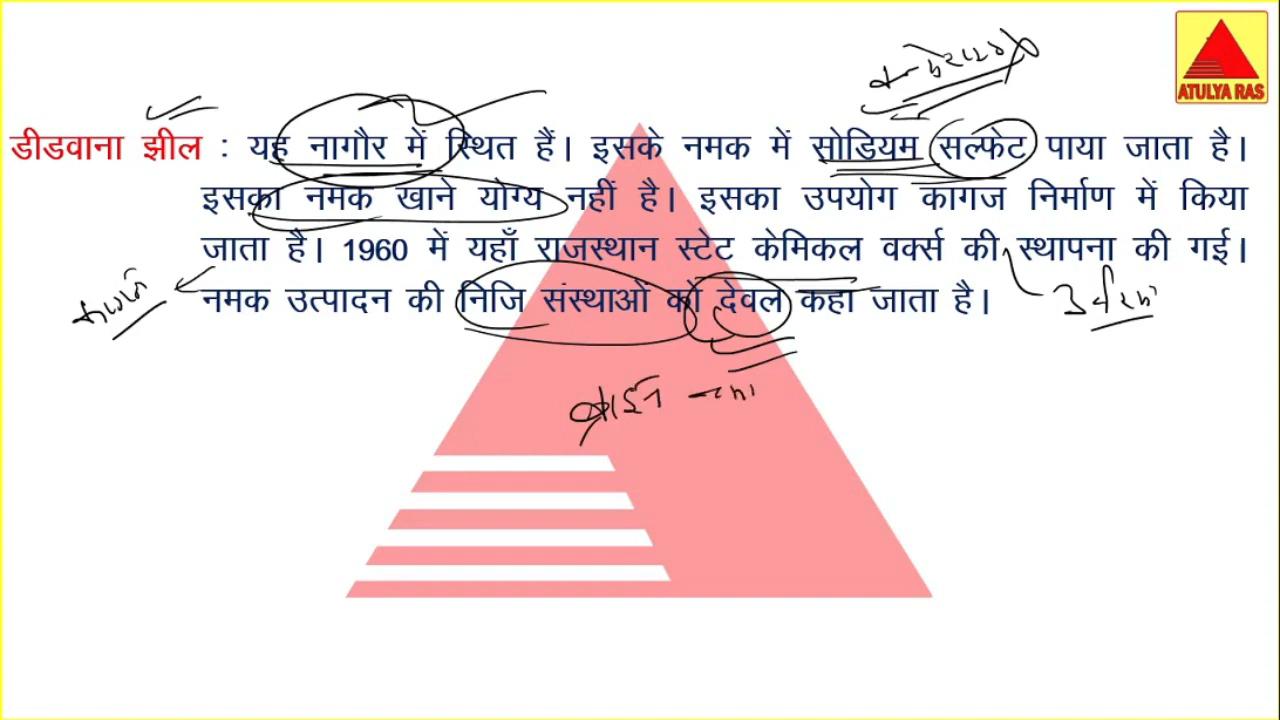 ATULYA RAS
डीडवाना झील : यह नागौर में स्थित हैं। इसके नमक में सोडियम सल्फेट पाया जाता है।
इसका नमक खाने योग्य नहीं है। इसका उपयोग कागज निर्माण में किया
जाता है। 1960 में यहाँ राजस्थान स्टेट केमिकल वर्क्स की स्थापना की गई।
नमक उत्पादन की निजि संस्थाओं को देवल कहा जाता है।